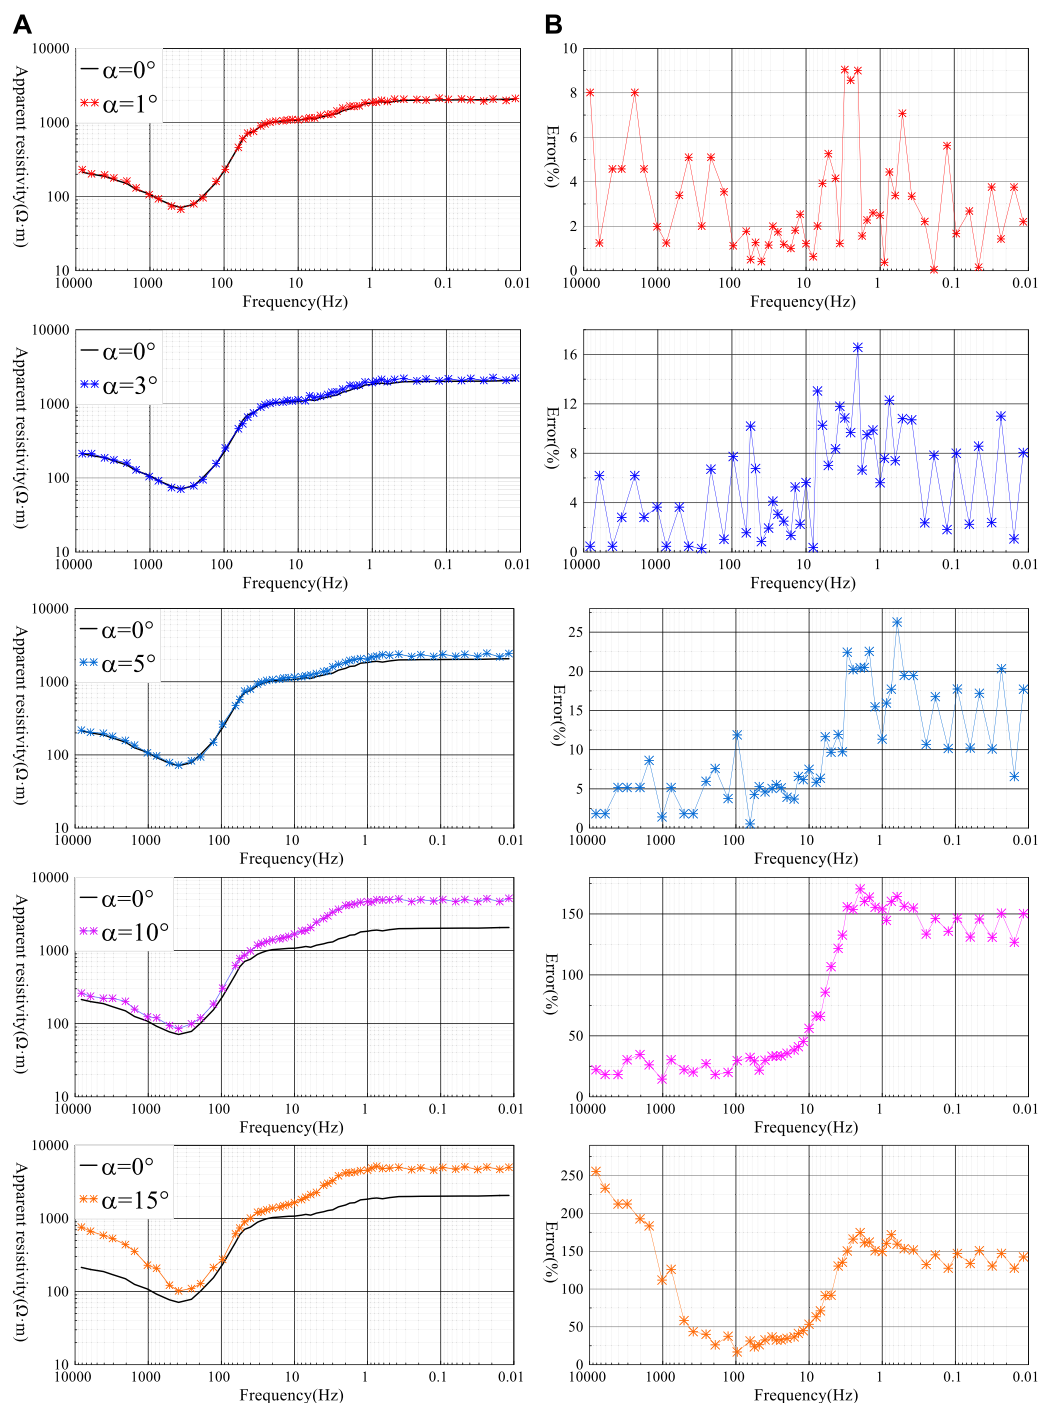 A
B
10000
1000
100
10
Apparent resistivity(Ω·m)
α=0°
α=1°
10000 1000 100 10 1 0.1 0.01
Frequency(Hz)
10
8
6
4
2
0
Error(%)
10000 1000 100 10 1 0.1 0.01
Frequency(Hz)
10000
1000
100
10
Apparent resistivity(Ω·m)
α=0°
α=3°
10000 1000 100 10 1 0.1 0.01
Frequency(Hz)
16
12
8
4
0
Error(%)
10000 1000 100 10 1 0.1 0.01
Frequency(Hz)
10000
1000
100
10
Apparent resistivity(Ω·m)
α=0°
α=5°
10000 1000 100 10 1 0.1 0.01
Frequency(Hz)
25
20
15
10
5
0
Error(%)
10000 1000 100 10 1 0.1 0.01
Frequency(Hz)
10000
1000
100
10
Apparent resistivity(Ω·m)
α=0°
α=10°
10000 1000 100 10 1 0.1 0.01
Frequency(Hz)
150
100
50
0
Error(%)
10000 1000 100 10 1 0.1 0.01
Frequency(Hz)
10000
1000
100
10
Apparent resistivity(Ω·m)
α=0°
α=15°
10000 1000 100 10 1 0.1 0.01
Frequency(Hz)
250
200
150
100
50
0
Error(%)
10000 1000 100 10 1 0.1 0.01
Frequency(Hz)